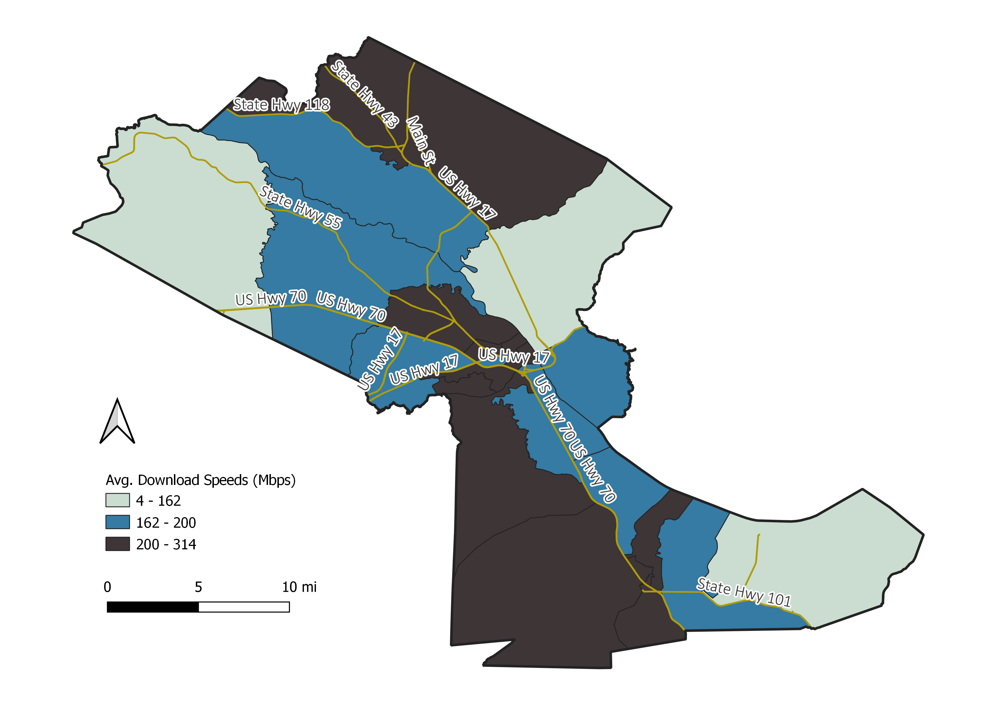 State Hwy 43
State Hwy 118
Main St
US Hwy 17
State Hwy 55
US Hwy 70
US Hwy 70
US Hwy 17
US Hwy 17
US Hwy 17
US Hwy 70
US Hwy 70
State Hwy 101
Avg. Download Speeds (Mbps)
4 - 162
162 - 200
200 - 314
0 5 10 mi